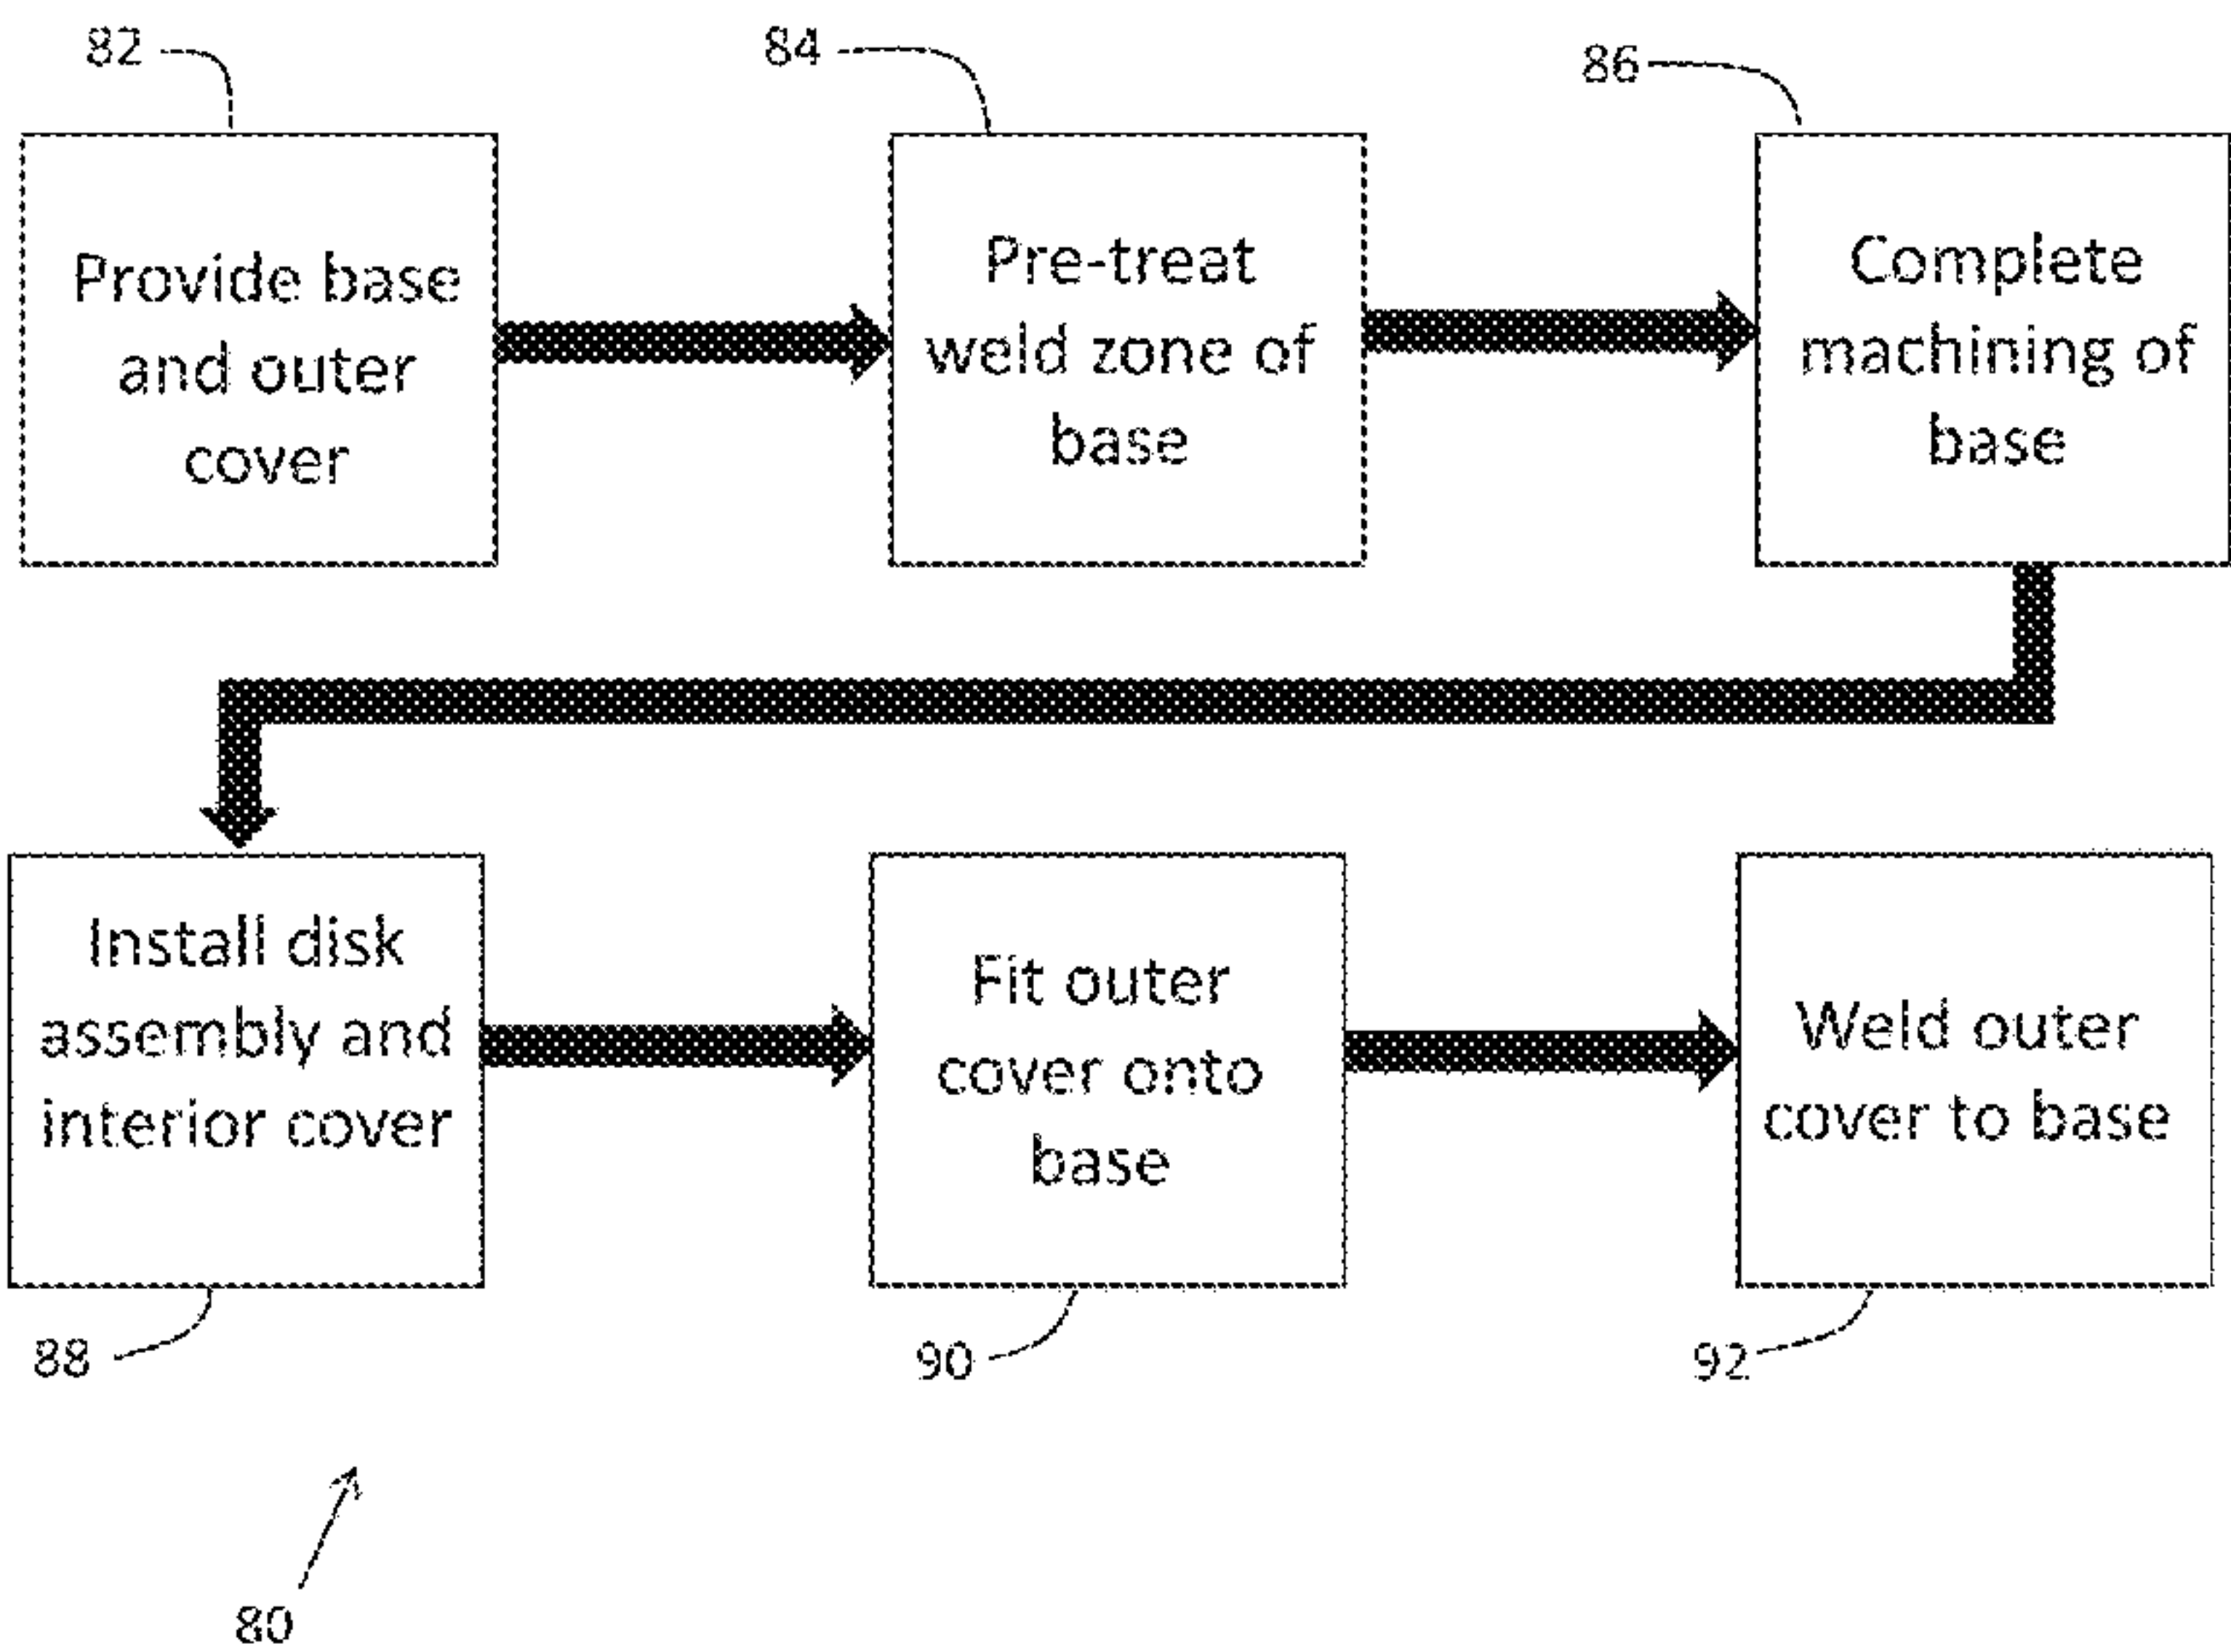 82
84
86
Provide base
and outer
cover
Pre-treat
weld zone of
base
Complete
machining of
base
Install disk
assembly and
interior cover
Fit outer
cover onto
base
Weld outer
cover to base
88
90
92
80